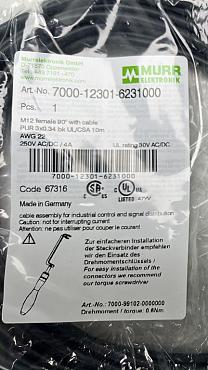 Murrelektronik GmbH
D-71570 Oppenweiler
MURR
ELEKTRONIK
Art-No. 7000-12301-6231000
Pcs. 1
M12 female 90° with cable
PUR 3x0.34 bk UL/CSA 10m
AWG 22
250V AC/DC / 4A
UL rating 30V AC/DC
7000-12301-6231000
Code 67316
Made in Germany
LISTED
cable assembly for industrial control and signal distribution
Caution: not for interrupting current
Attention: ne pas utiliser pour couper le courant
Zur einfacheren Installation
der Steckverbinder empfehlen
wir den Einsatz des
Drehmomentschlüssels /
For easy installation of the
connectors we recommend
our torque screwdriver
Art.-No.: 7000-99102-0000000
Drehmoment / torque: 0.6Nm